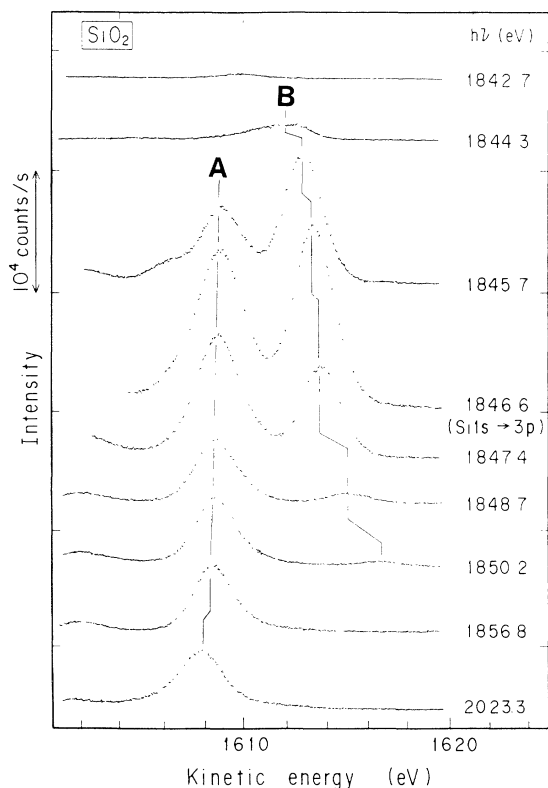 SiO₂
hν (eV)
1842 7
B
1844 3
A
10⁴ counts/s
1845 7
1846 6
(Si1s → 3p)
1847 4
Intensity
1848 7
1850 2
1856 8
2023 3
1610
1620
Kinetic energy (eV)